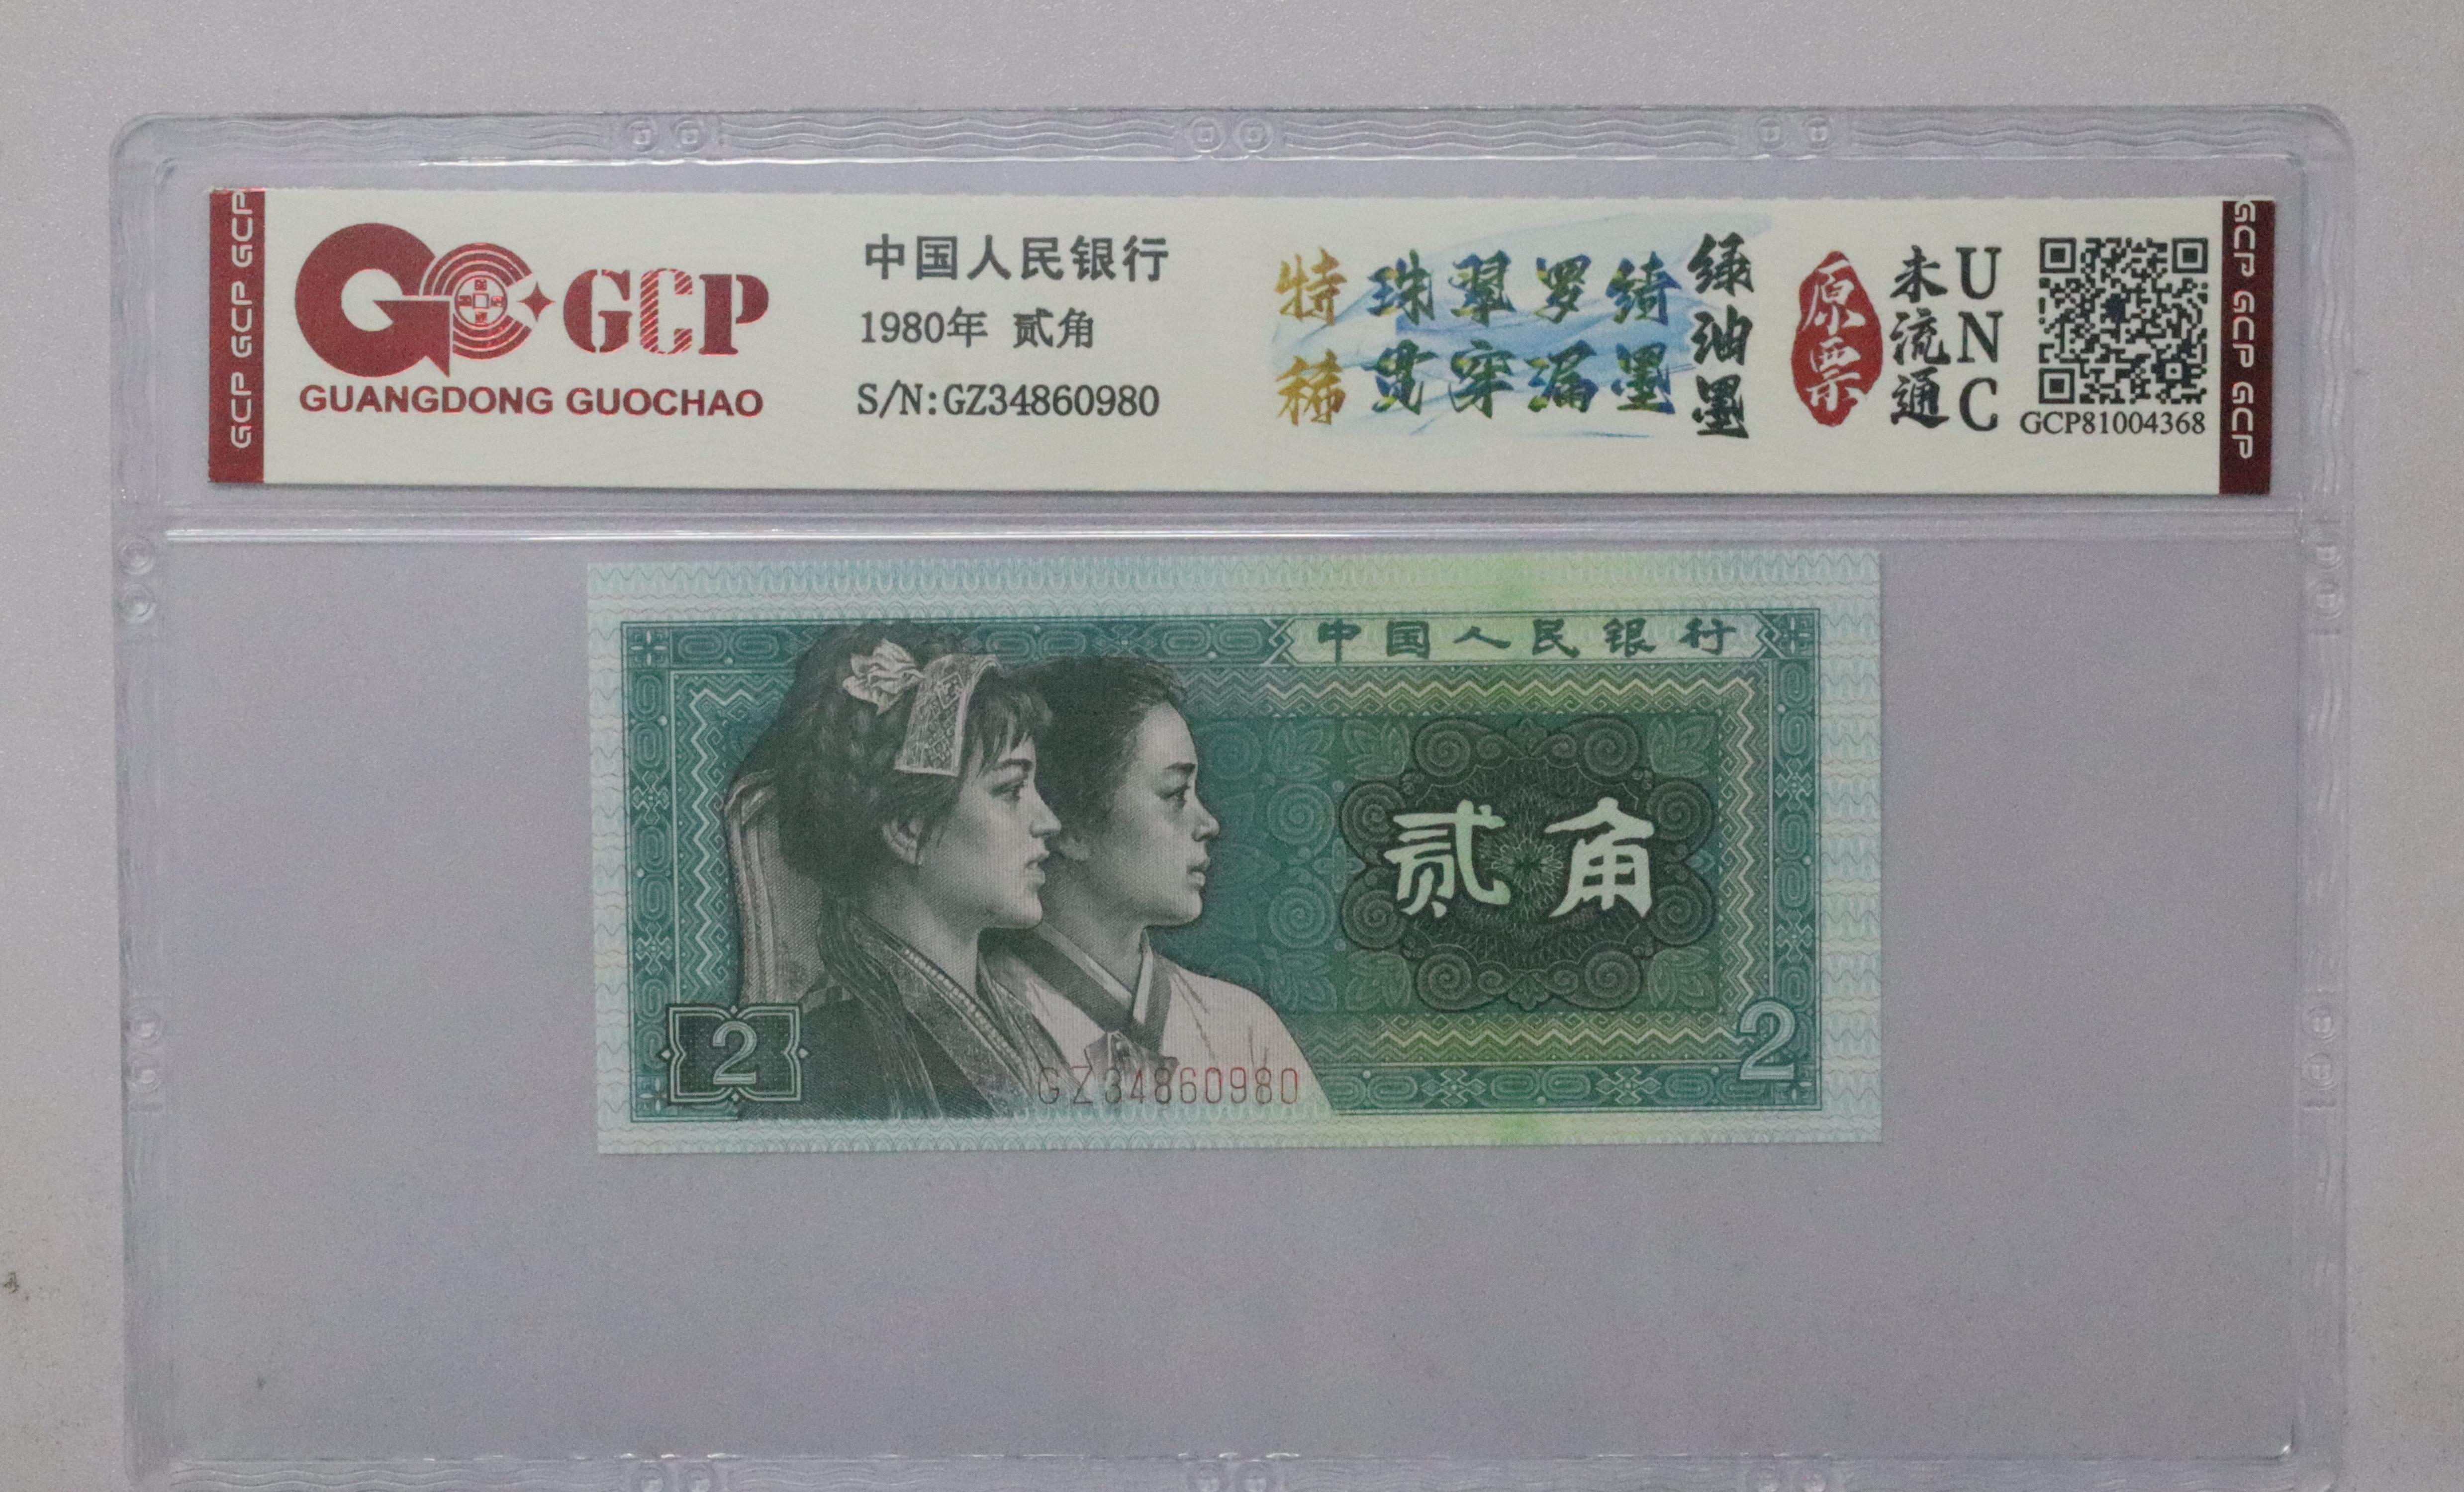 GCP GCP GCP
GCP
GUANGDONG GUOCHAO
中国人民银行
1980年 贰角
S/N:GZ34860980
特稀
珠翠罗绮
贯穿漏墨
绿油墨
原票
未流通
UNC
GCP81004368
GCP GCP GCP
中国人民银行
贰角
2
GZ34860980
2